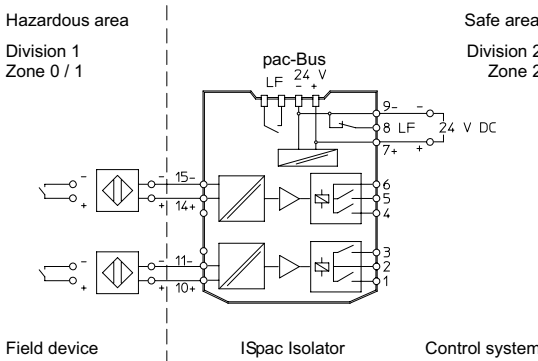 Hazardous area
Safe area
Division 1
Division 2
Zone 0 / 1
Zone 2
pac-Bus
LF 24 V
- +
9- -
8 LF 24 V DC
7+ +
- 15-
+ 14+
6
5
4
- 11-
+ 10+
3
2
1
Field device
ISpac Isolator
Control system